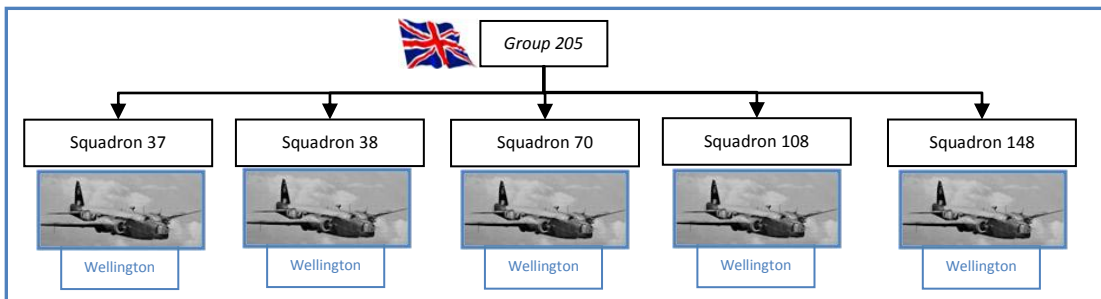 Group 205
Squadron 37
Squadron 38
Squadron 70
Squadron 108
Squadron 148
Wellington
Wellington
Wellington
Wellington
Wellington